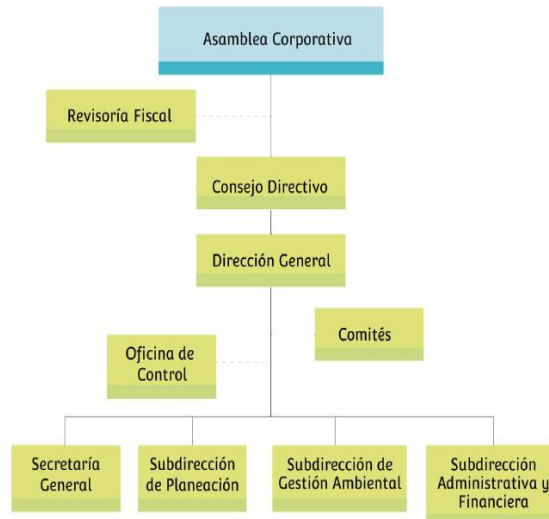 Asamblea Corporativa
Revisoría Fiscal
Consejo Directivo
Dirección General
Comités
Oficina de
Control
Secretaría
General
Subdirección
de Planeación
Subdirección de
Gestión Ambiental
Subdirección
Administrativa y
Financiera